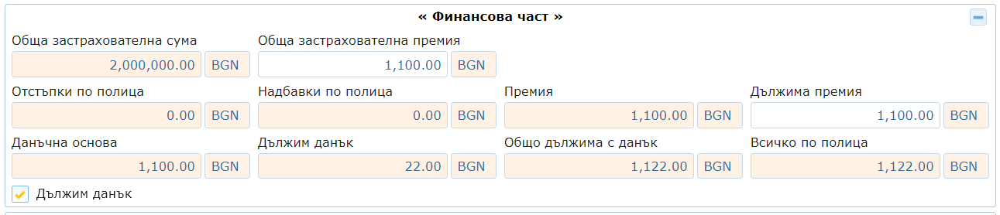 « Финансова част »
Обща застрахователна сума Обща застрахователна премия
2,000,000.00 BGN 1,100.00 BGN
Отстъпки по полица Надбавки по полица Премия Дължима премия
0.00 BGN 0.00 BGN 1,100.00 BGN 1,100.00 BGN
Данъчна основа Дължим данък Общо дължима с данък Всичко по полица
1,100.00 BGN 22.00 BGN 1,122.00 BGN 1,122.00 BGN
Дължим данък